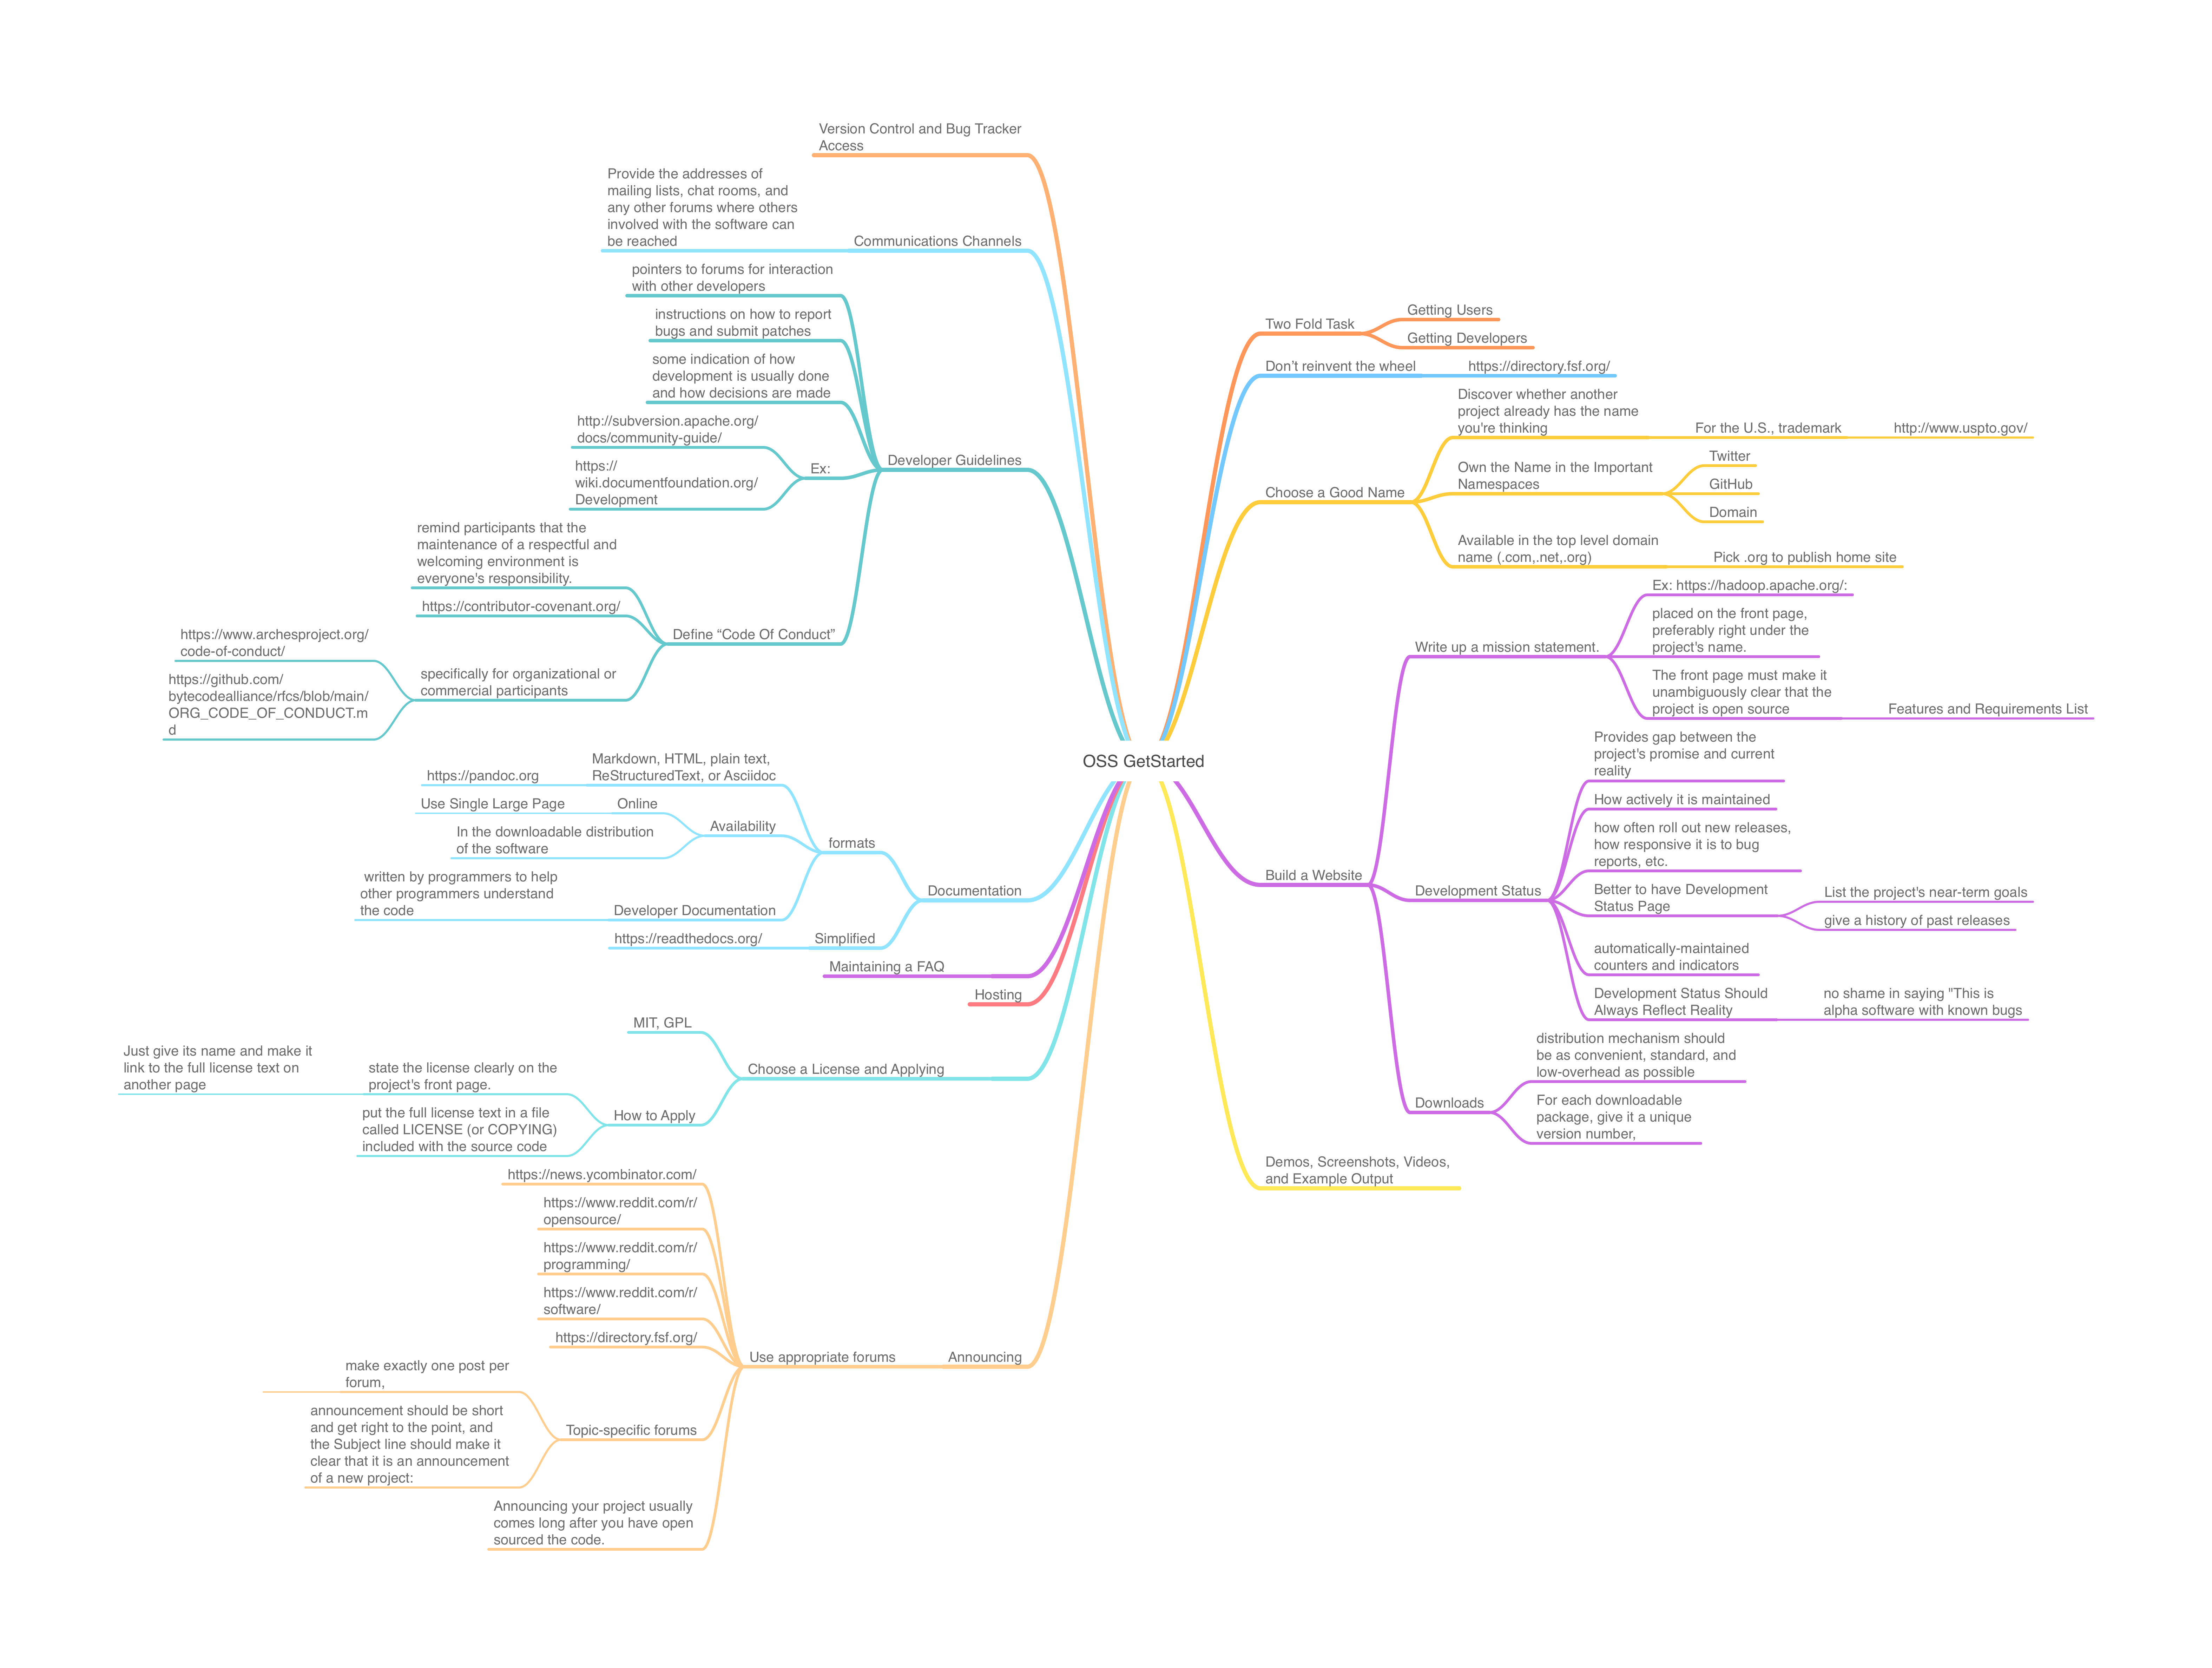 Version Control and Bug Tracker
Access
Provide the addresses of
mailing lists, chat rooms, and
any other forums where others
involved with the software can
be reached
Communications Channels
pointers to forums for interaction
with other developers
instructions on how to report
bugs and submit patches
some indication of how
development is usually done
and how decisions are made
http://subversion.apache.org/
docs/community-guide/
https://
wiki.documentfoundation.org/
Development
Ex:
Developer Guidelines
remind participants that the
maintenance of a respectful and
welcoming environment is
everyone's responsibility.
https://contributor-covenant.org/
Define “Code Of Conduct”
https://www.archesproject.org/
code-of-conduct/
https://github.com/
bytecodealliance/rfcs/blob/main/
ORG_CODE_OF_CONDUCT.m
d
specifically for organizational or
commercial participants
OSS GetStarted
Markdown, HTML, plain text,
ReStructuredText, or Asciidoc
https://pandoc.org
Use Single Large Page
Online
In the downloadable distribution
of the software
Availability
formats
written by programmers to help
other programmers understand
the code
Developer Documentation
Documentation
https://readthedocs.org/
Simplified
Maintaining a FAQ
Hosting
MIT, GPL
Just give its name and make it
link to the full license text on
another page
state the license clearly on the
project's front page.
put the full license text in a file
called LICENSE (or COPYING)
included with the source code
How to Apply
Choose a License and Applying
https://news.ycombinator.com/
https://www.reddit.com/r/
opensource/
https://www.reddit.com/r/
programming/
https://www.reddit.com/r/
software/
https://directory.fsf.org/
Use appropriate forums
Announcing
make exactly one post per
forum,
announcement should be short
and get right to the point, and
the Subject line should make it
clear that it is an announcement
of a new project:
Topic-specific forums
Announcing your project usually
comes long after you have open
sourced the code.
Two Fold Task
Getting Users
Getting Developers
Don’t reinvent the wheel
https://directory.fsf.org/
Choose a Good Name
Discover whether another
project already has the name
you're thinking
For the U.S., trademark
http://www.uspto.gov/
Own the Name in the Important
Namespaces
Twitter
GitHub
Domain
Available in the top level domain
name (.com,.net,.org)
Pick .org to publish home site
Build a Website
Write up a mission statement.
Ex: https://hadoop.apache.org/:
placed on the front page,
preferably right under the
project's name.
The front page must make it
unambiguously clear that the
project is open source
Features and Requirements List
Development Status
Provides gap between the
project's promise and current
reality
How actively it is maintained
how often roll out new releases,
how responsive it is to bug
reports, etc.
Better to have Development
Status Page
List the project's near-term goals
give a history of past releases
automatically-maintained
counters and indicators
Development Status Should
Always Reflect Reality
no shame in saying "This is
alpha software with known bugs
Downloads
distribution mechanism should
be as convenient, standard, and
low-overhead as possible
For each downloadable
package, give it a unique
version number,
Demos, Screenshots, Videos,
and Example Output